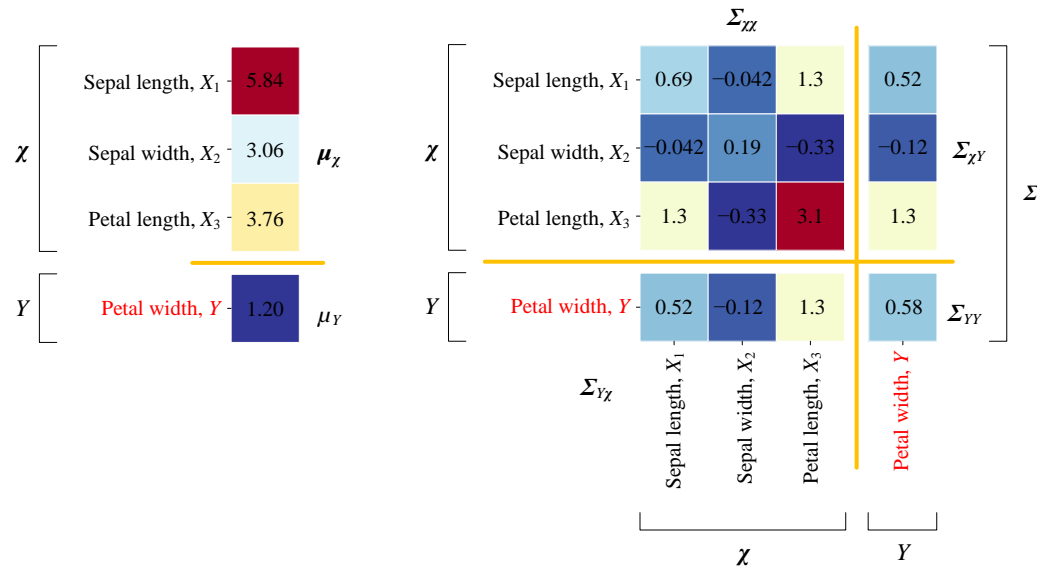 Σχχ
Sepal length, X1 5.84
Sepal width, X2 3.06
Petal length, X3 3.76
χ
μχ
Petal width, Y 1.20
Y
μY
Sepal length, X1 0.69 −0.042 1.3 0.52
Sepal width, X2 −0.042 0.19 −0.33 −0.12
Petal length, X3 1.3 −0.33 3.1 1.3
χ
ΣχY
Σ
Petal width, Y 0.52 −0.12 1.3 0.58
Y
ΣYY
ΣYχ
Sepal length, X1
Sepal width, X2
Petal length, X3
Petal width, Y
χ
Y